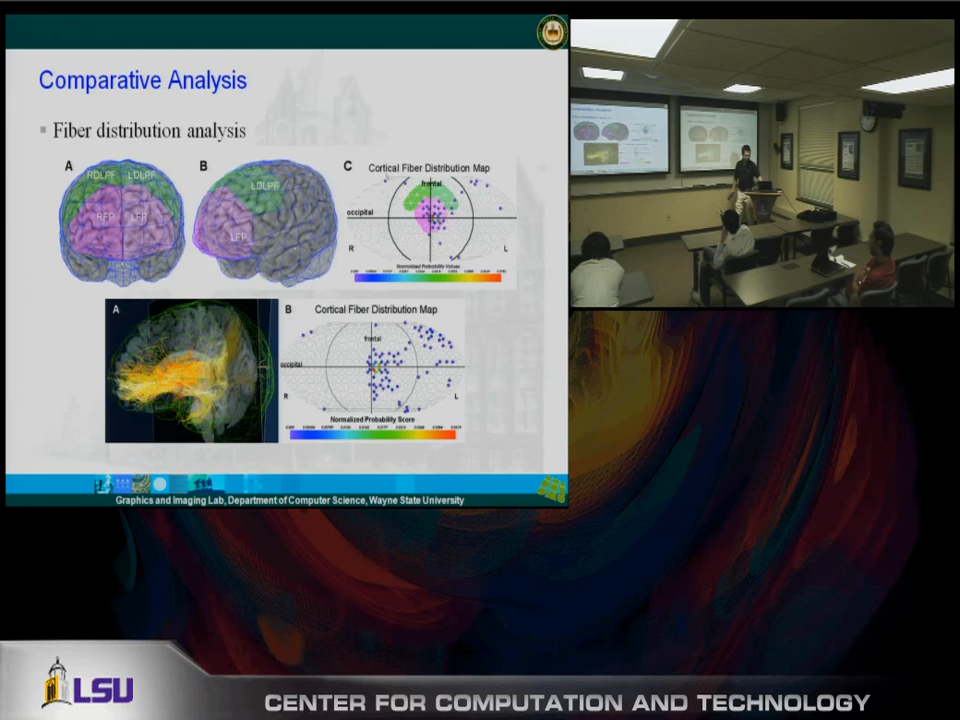 Comparative Analysis
Fiber distribution analysis
A
RDLPF LDLPF
RFP LFP
B
LDLPF
LFP
C
Cortical Fiber Distribution Map
frontal
occipital
R L
Normalized Probability Values
A
B
Cortical Fiber Distribution Map
frontal
occipital
R L
Normalized Probability Score
Graphics and Imaging Lab, Department of Computer Science, Wayne State University
LSU
CENTER FOR COMPUTATION AND TECHNOLOGY